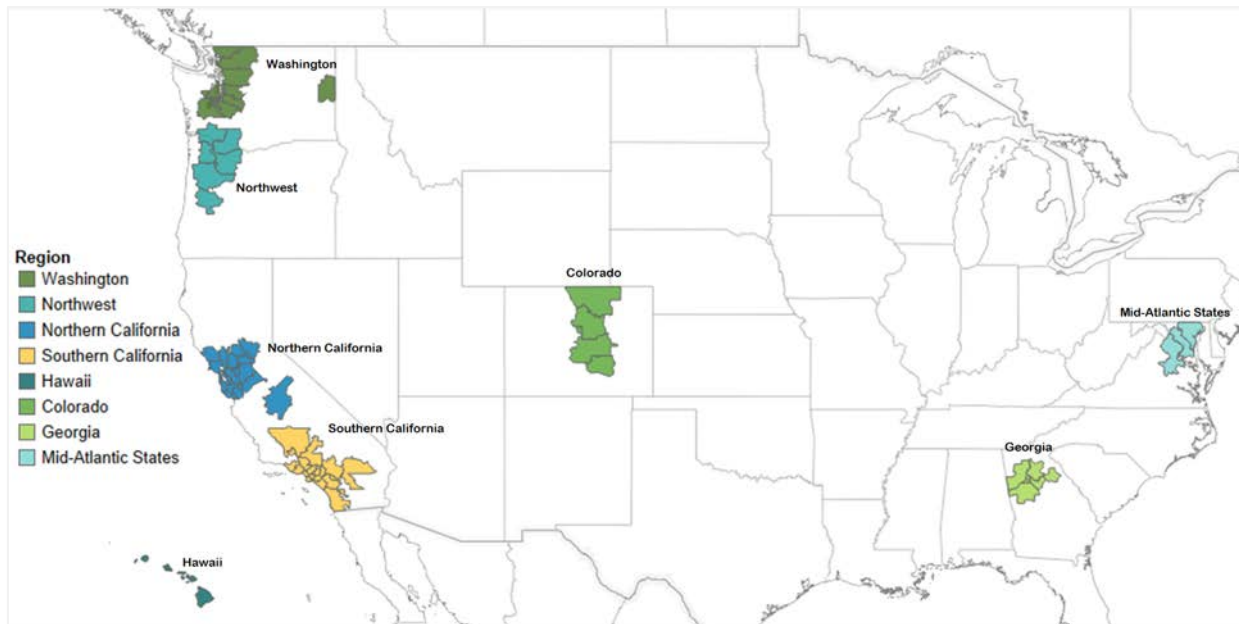 Washington
Northwest
Colorado
Mid-Atlantic States
Northern California
Southern California
Georgia
Hawaii
Region
Washington
Northwest
Northern California
Southern California
Hawaii
Colorado
Georgia
Mid-Atlantic States